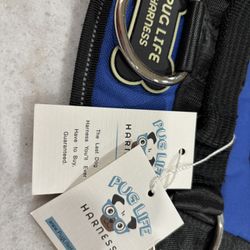 PUG LIFE
HARNESS
The Last Dog
Harness You'll Ever
Have to Buy,
Guaranteed.
PUG LIFE
HARNESS
PUG LIFE
HARNESS